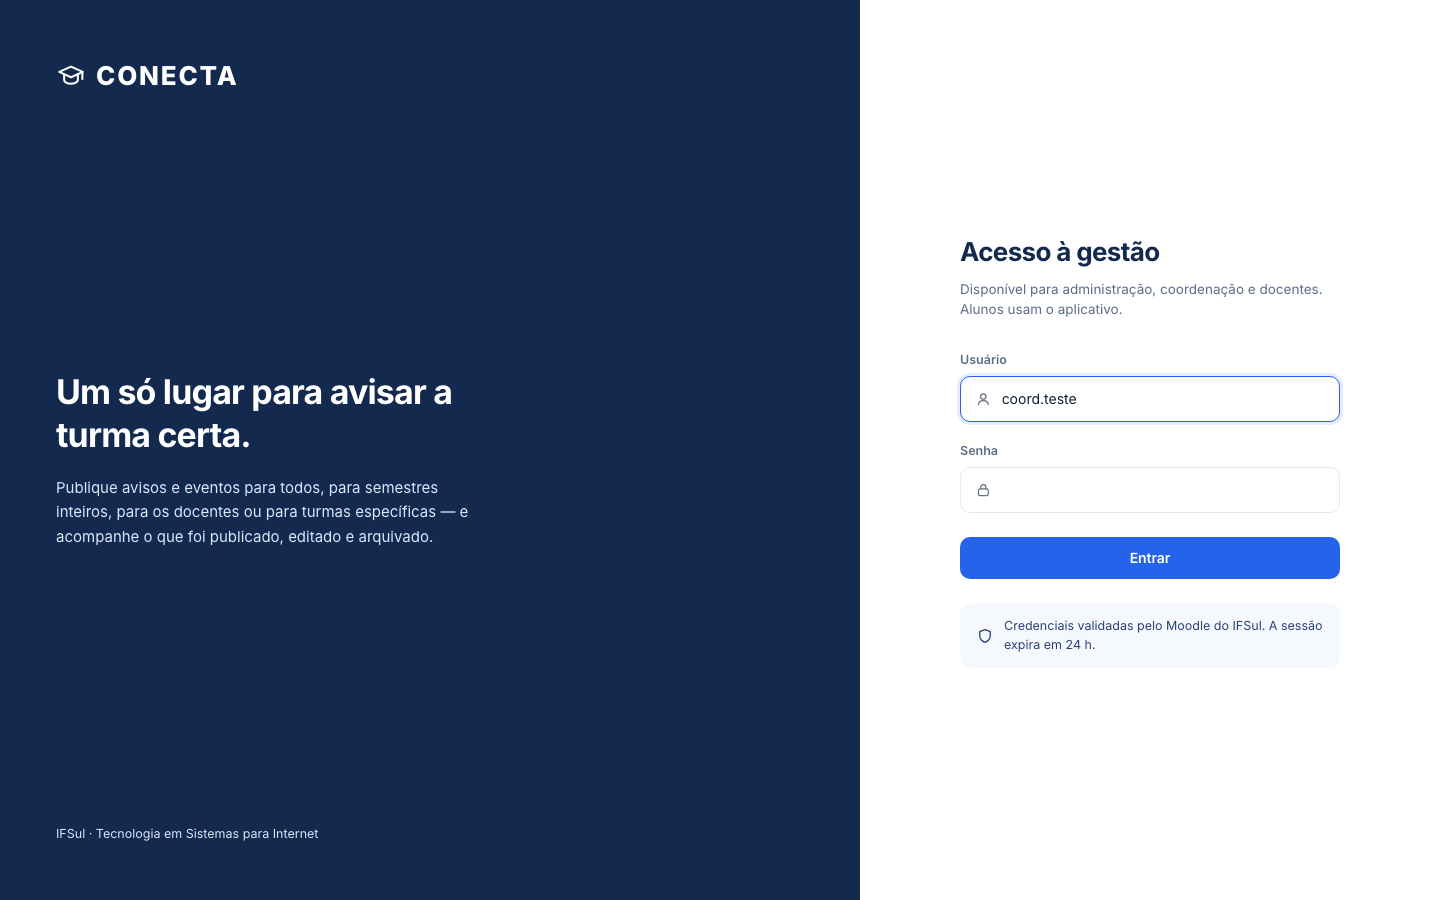 CONECTA
Um só lugar para avisar a
turma certa.
Publique avisos e eventos para todos, para semestres
inteiros, para os docentes ou para turmas específicas — e
acompanhe o que foi publicado, editado e arquivado.
IFSul · Tecnologia em Sistemas para Internet
Acesso à gestão
Disponível para administração, coordenação e docentes.
Alunos usam o aplicativo.
Usuário
coord.teste
Senha
Entrar
Credenciais validadas pelo Moodle do IFSul. A sessão
expira em 24 h.